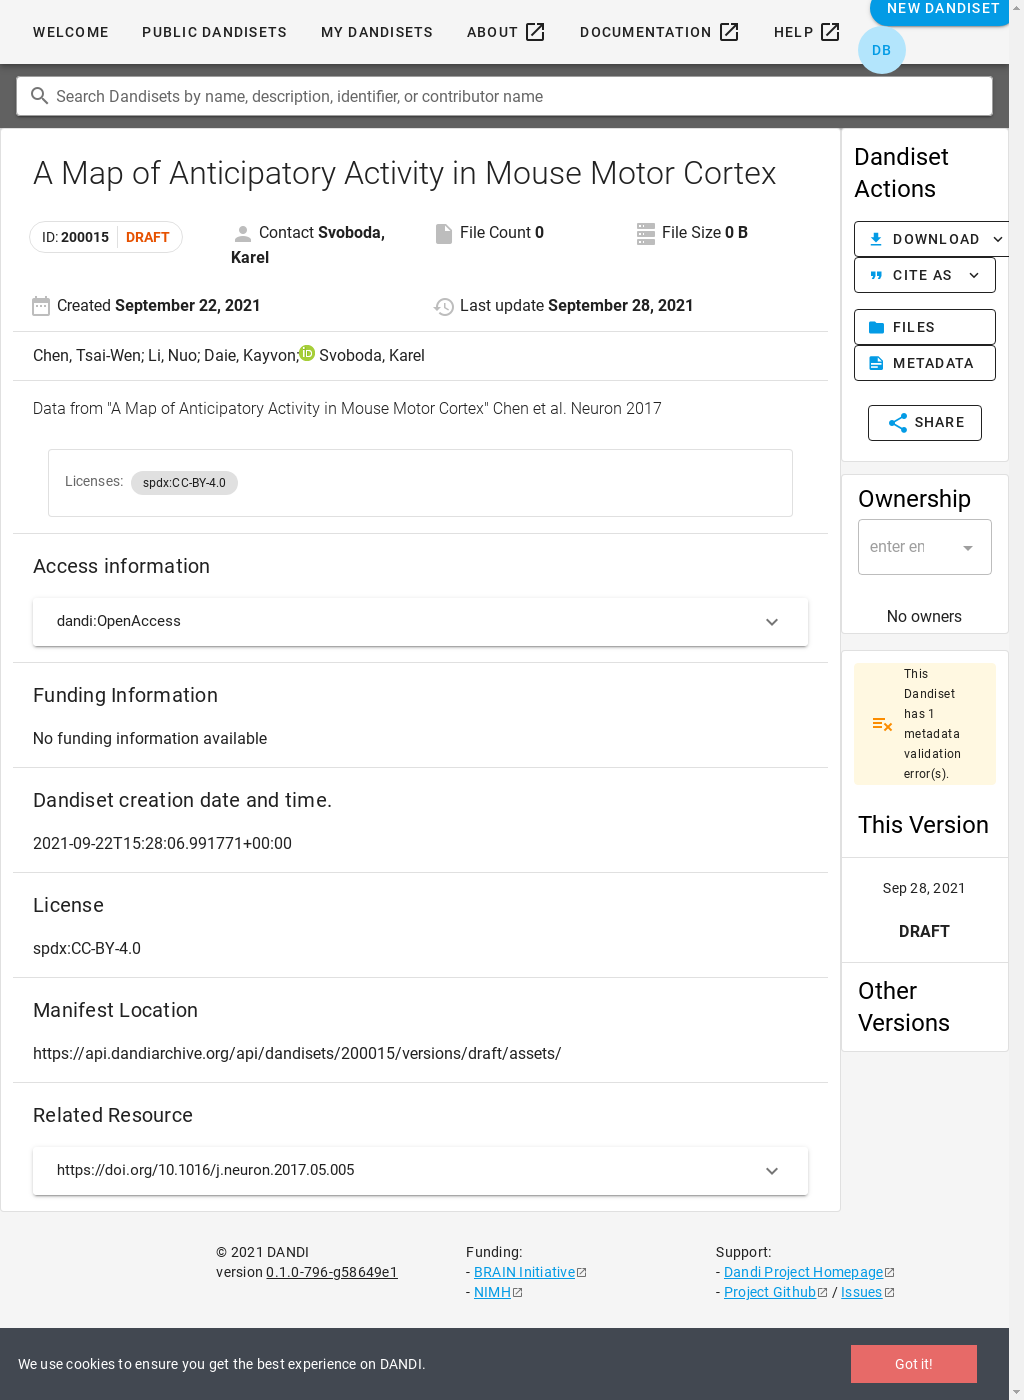 WELCOME
PUBLIC DANDISETS
MY DANDISETS
ABOUT
DOCUMENTATION
HELP
NEW DANDISET
DB
Search Dandisets by name, description, identifier, or contributor name
A Map of Anticipatory Activity in Mouse Motor Cortex
ID: 200015 DRAFT
Contact Svoboda,
Karel
File Count 0
File Size 0 B
Created September 22, 2021
Last update September 28, 2021
Chen, Tsai-Wen; Li, Nuo; Daie, Kayvon; Svoboda, Karel
Data from "A Map of Anticipatory Activity in Mouse Motor Cortex" Chen et al. Neuron 2017
Licenses: spdx:CC-BY-4.0
Access information
dandi:OpenAccess
Funding Information
No funding information available
Dandiset creation date and time.
2021-09-22T15:28:06.991771+00:00
License
spdx:CC-BY-4.0
Manifest Location
https://api.dandiarchive.org/api/dandisets/200015/versions/draft/assets/
Related Resource
https://doi.org/10.1016/j.neuron.2017.05.005
Dandiset
Actions
DOWNLOAD
CITE AS
FILES
METADATA
SHARE
Ownership
enter en
No owners
This
Dandiset
has 1
metadata
validation
error(s).
This Version
Sep 28, 2021
DRAFT
Other
Versions
© 2021 DANDI
version 0.1.0-796-g58649e1
Funding:
- BRAIN Initiative
- NIMH
Support:
- Dandi Project Homepage
- Project Github / Issues
We use cookies to ensure you get the best experience on DANDI.
Got it!